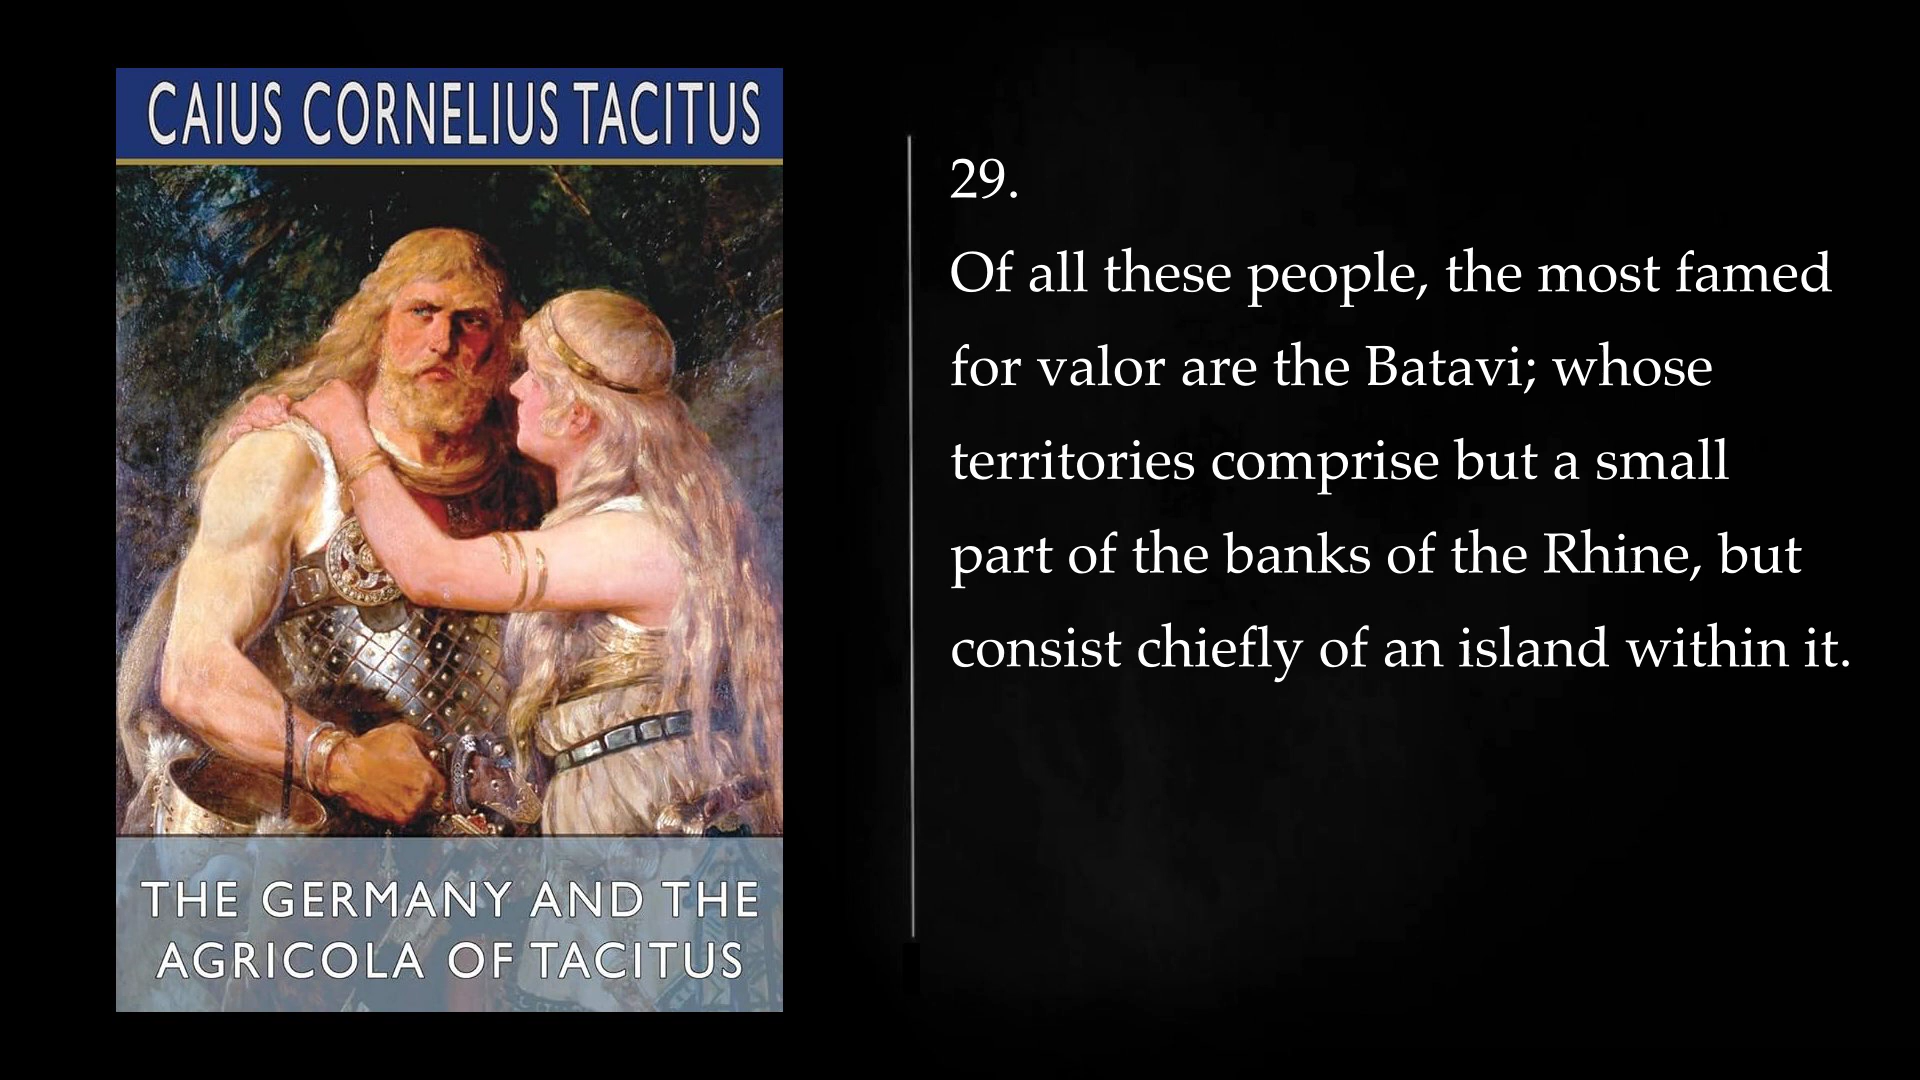 CAIUS CORNELIUS TACITUS
THE GERMANY AND THE
AGRICOLA OF TACITUS
29.
Of all these people, the most famed
for valor are the Batavi; whose
territories comprise but a small
part of the banks of the Rhine, but
consist chiefly of an island within it.